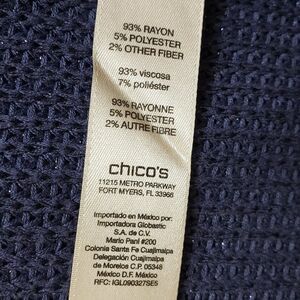 93% RAYON
5% POLYESTER
2% OTHER FIBER
93% viscosa
7% poliéster
93% RAYONNE
5% POLYESTER
2% AUTRE FIBRE
chico's
11215 METRO PARKWAY
FORT MYERS, FL 33966
Importado en México por:
Importadora Globastic
S.A. de C.V.
Mario Pani #200
Colonia Santa Fe Cuajimalpa
Delegación Cuajimalpa
de Morelos C.P. 05348
México D.F. México
RFC: IGL090327SE5